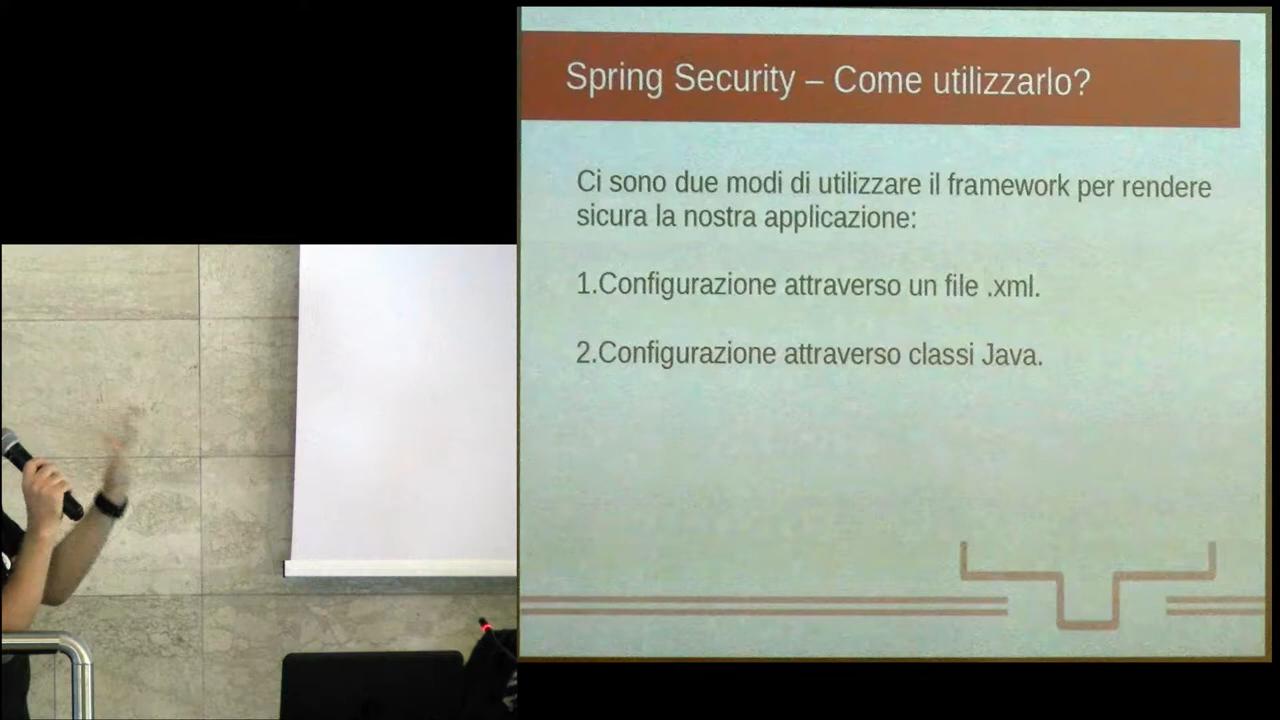 Spring Security – Come utilizzarlo?
Ci sono due modi di utilizzare il framework per rendere
sicura la nostra applicazione:
1.Configurazione attraverso un file .xml.
2.Configurazione attraverso classi Java.